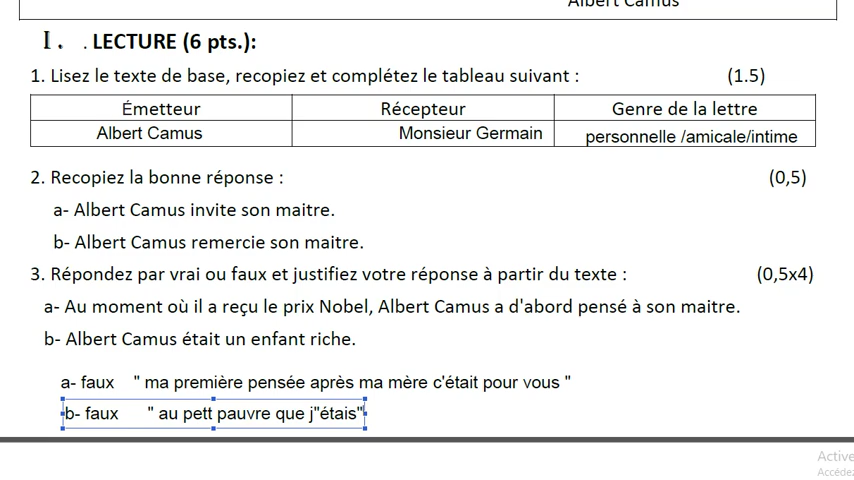 Albert Camus
I. . LECTURE (6 pts.):
1. Lisez le texte de base, recopiez et complétez le tableau suivant : (1.5)
Émetteur Récepteur Genre de la lettre
Albert Camus Monsieur Germain personnelle /amicale/intime
2. Recopiez la bonne réponse : (0,5)
a- Albert Camus invite son maitre.
b- Albert Camus remercie son maitre.
3. Répondez par vrai ou faux et justifiez votre réponse à partir du texte : (0,5x4)
a- Au moment où il a reçu le prix Nobel, Albert Camus a d'abord pensé à son maitre.
b- Albert Camus était un enfant riche.
a- faux " ma première pensée après ma mère c'était pour vous "
b- faux " au pett pauvre que j"étais"
Active
Accédez